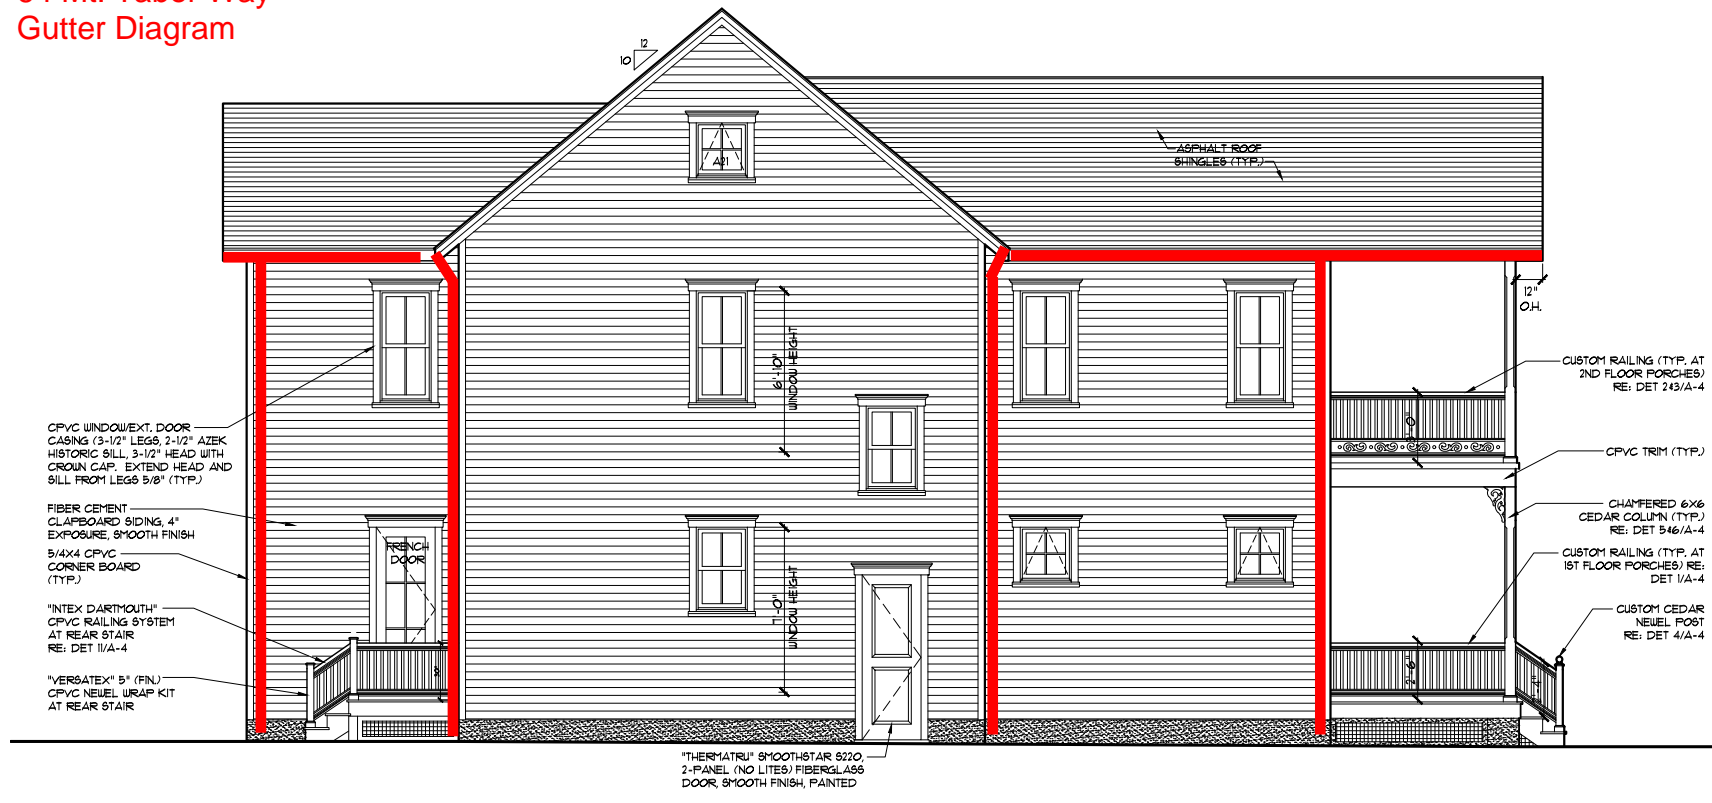 Gutter Diagram
12
10
A21
ASPHALT ROOF
SHINGLES (TYP.)
12"
O.H.
6'-10"
WINDOW HEIGHT
CUSTOM RAILING (TYP. AT
2ND FLOOR PORCHES)
RE: DET 2&3/A-4
CPVC WINDOW/EXT. DOOR
CASING (3-1/2" LEGS, 2-1/2" AZEK
HISTORIC SILL, 3-1/2" HEAD WITH
CROWN CAP. EXTEND HEAD AND
SILL FROM LEGS 5/8" (TYP.)
CPVC TRIM (TYP.)
FIBER CEMENT
CLAPBOARD SIDING, 4"
EXPOSURE, SMOOTH FINISH
CHAMFERED 6X6
CEDAR COLUMN (TYP.)
RE: DET 5&6/A-4
FRENCH
DOOR
5/4X4 CPVC
CORNER BOARD
(TYP.)
CUSTOM RAILING (TYP. AT
1ST FLOOR PORCHES) RE:
DET 1/A-4
7'-0"
WINDOW HEIGHT
"INTEX DARTMOUTH"
CPVC RAILING SYSTEM
AT REAR STAIR
RE: DET 11/A-4
CUSTOM CEDAR
NEWEL POST
RE: DET 4/A-4
2'-6"
"VERSATEX" 5" (FIN.)
CPVC NEWEL WRAP KIT
AT REAR STAIR
"THERMATRU" SMOOTHSTAR S220,
2-PANEL (NO LITES) FIBERGLASS
DOOR, SMOOTH FINISH, PAINTED